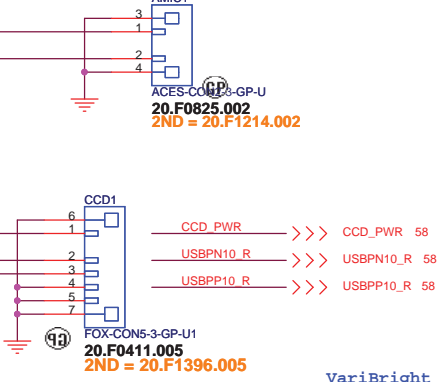 AMIC1
3
1
2
4
GP
ACES-CON2-3-GP-U
20.F0825.002
2ND = 20.F1214.002
CCD1
6
1
2
3
4
5
7
CCD_PWR
CCD_PWR 58
USBPN10_R
USBPN10_R 58
USBPP10_R
USBPP10_R 58
FOX-CON5-3-GP-U1
20.F0411.005
2ND = 20.F1396.005
VariBright